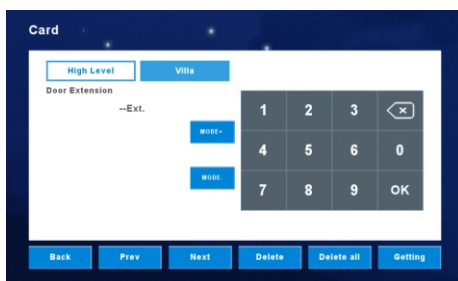 Card
High Level Villa
Door Extension
--Ext.
MODE+
MODE-
1 2 3 ×
4 5 6 0
7 8 9 OK
Back Prev Next Delete Delete all Getting